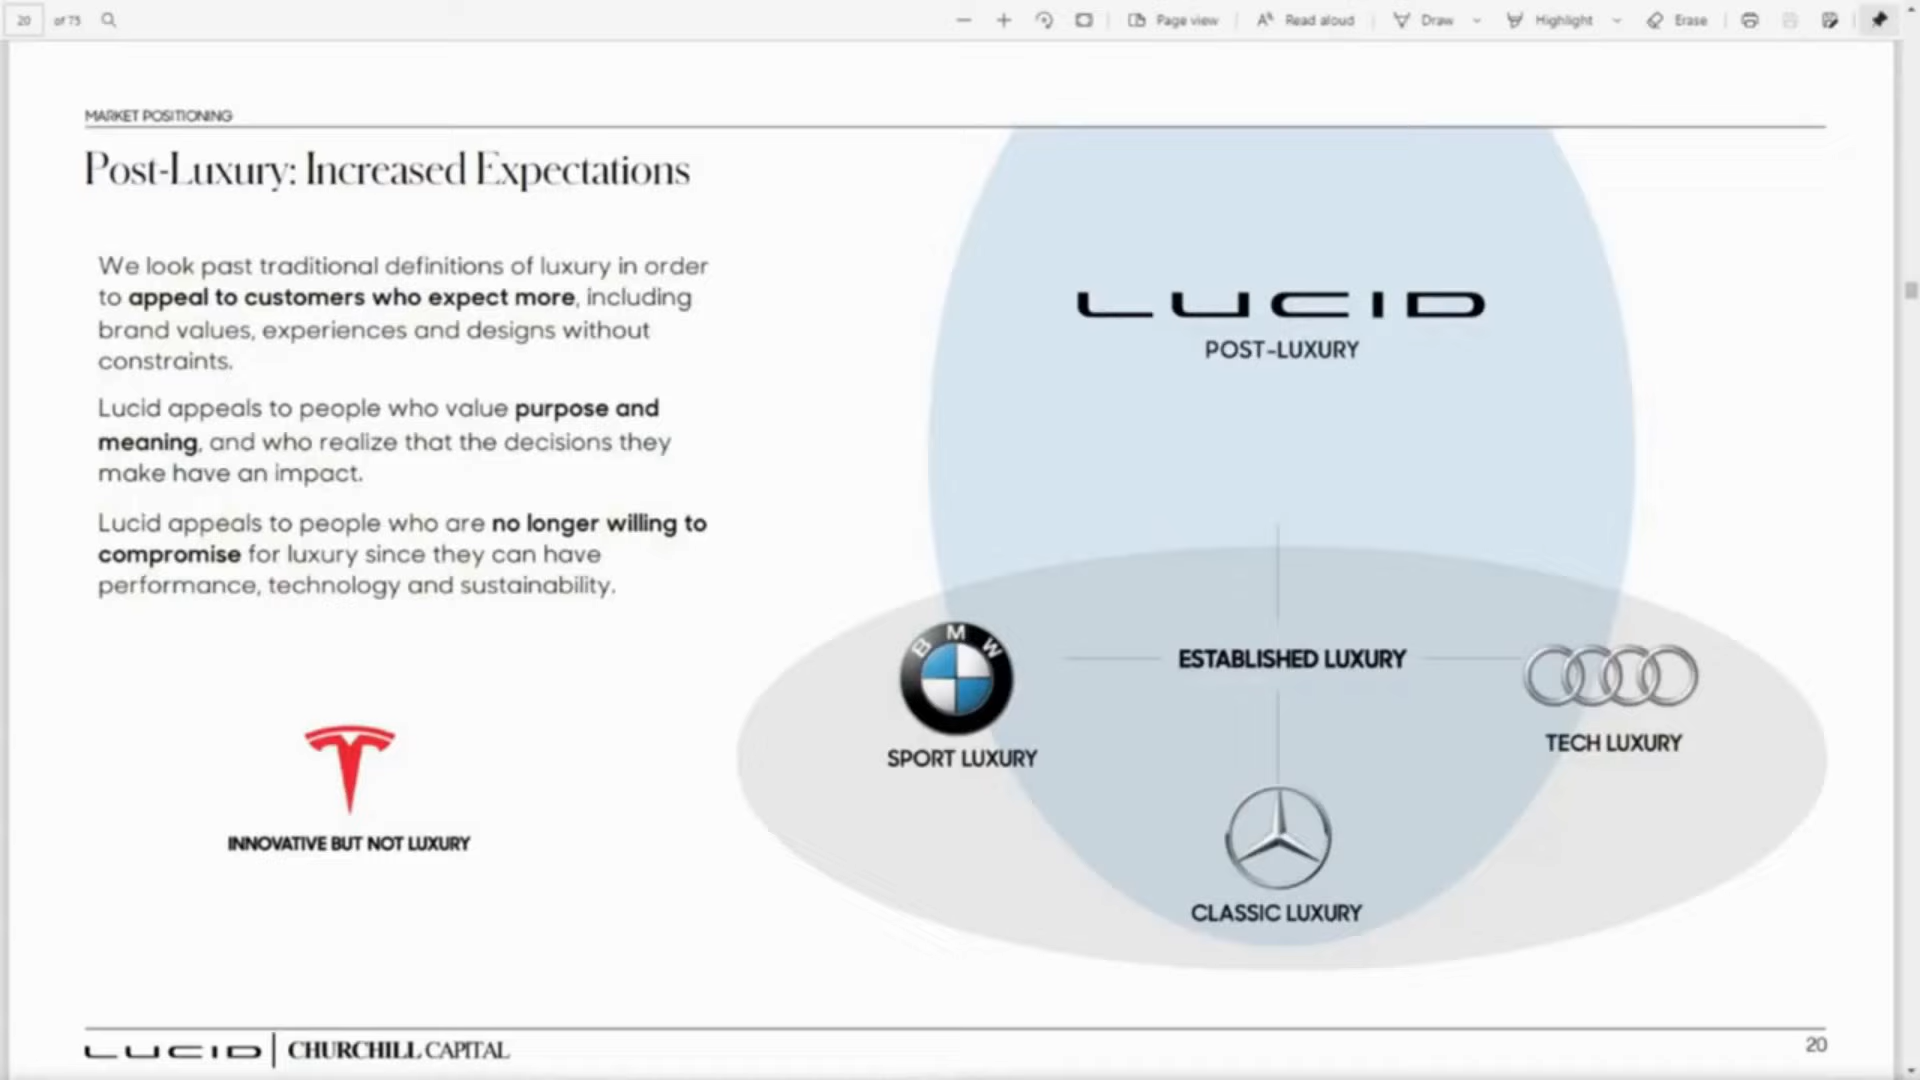 20 of 75 Page view Read aloud Draw Highlight Erase
MARKET POSITIONING
Post-Luxury: Increased Expectations
We look past traditional definitions of luxury in order
to appeal to customers who expect more, including
brand values, experiences and designs without
constraints.
Lucid appeals to people who value purpose and
meaning, and who realize that the decisions they
make have an impact.
Lucid appeals to people who are no longer willing to
compromise for luxury since they can have
performance, technology and sustainability.
INNOVATIVE BUT NOT LUXURY
LUCID
POST-LUXURY
ESTABLISHED LUXURY
BMW
SPORT LUXURY
TECH LUXURY
CLASSIC LUXURY
LUCID | CHURCHILL CAPITAL
20